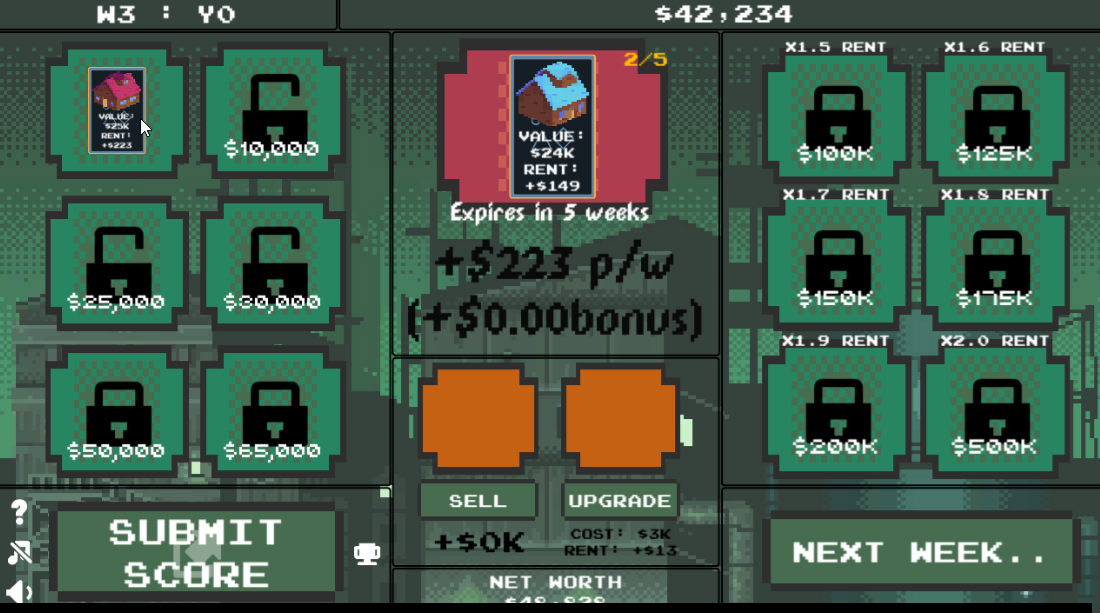 W3 : Y0
$42,234
VALUE:
$25K
RENT:
+$223
$10,000
$25,000
$30,000
$50,000
$65,000
2/5
VALUE:
$24K
RENT:
+$149
Expires in 5 weeks
+$223 p/w
(+$0.00bonus)
X1.5 RENT
$100K
X1.6 RENT
$125K
X1.7 RENT
$150K
X1.8 RENT
$175K
X1.9 RENT
$200K
X2.0 RENT
$500K
SELL
+$0K
UPGRADE
COST: $3K
RENT: +$13
NET WORTH
?
SUBMIT
SCORE
NEXT WEEK..